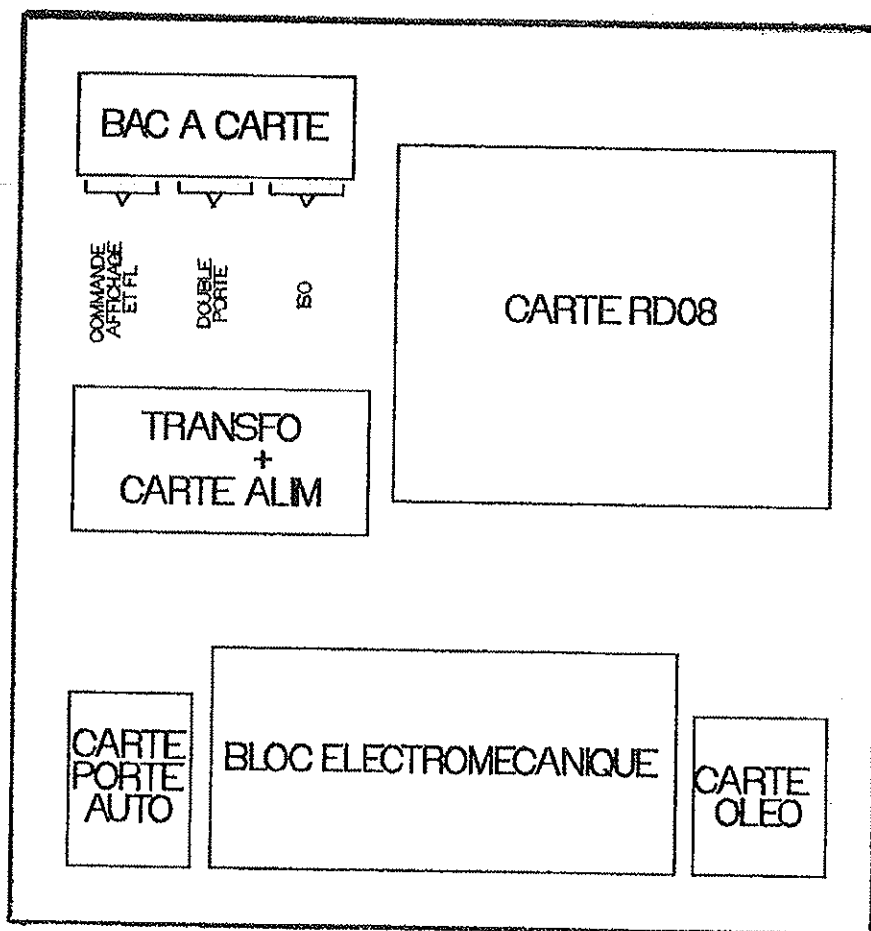 BAC A CARTE
COMMANDE
AFFICHAGE
ET FL
DOUBLE
PORTE
ISO
CARTE RD08
TRANSFO
+
CARTE ALIM
CARTE
PORTE
AUTO
BLOC ELECTROMECANIQUE
CARTE
OLEO